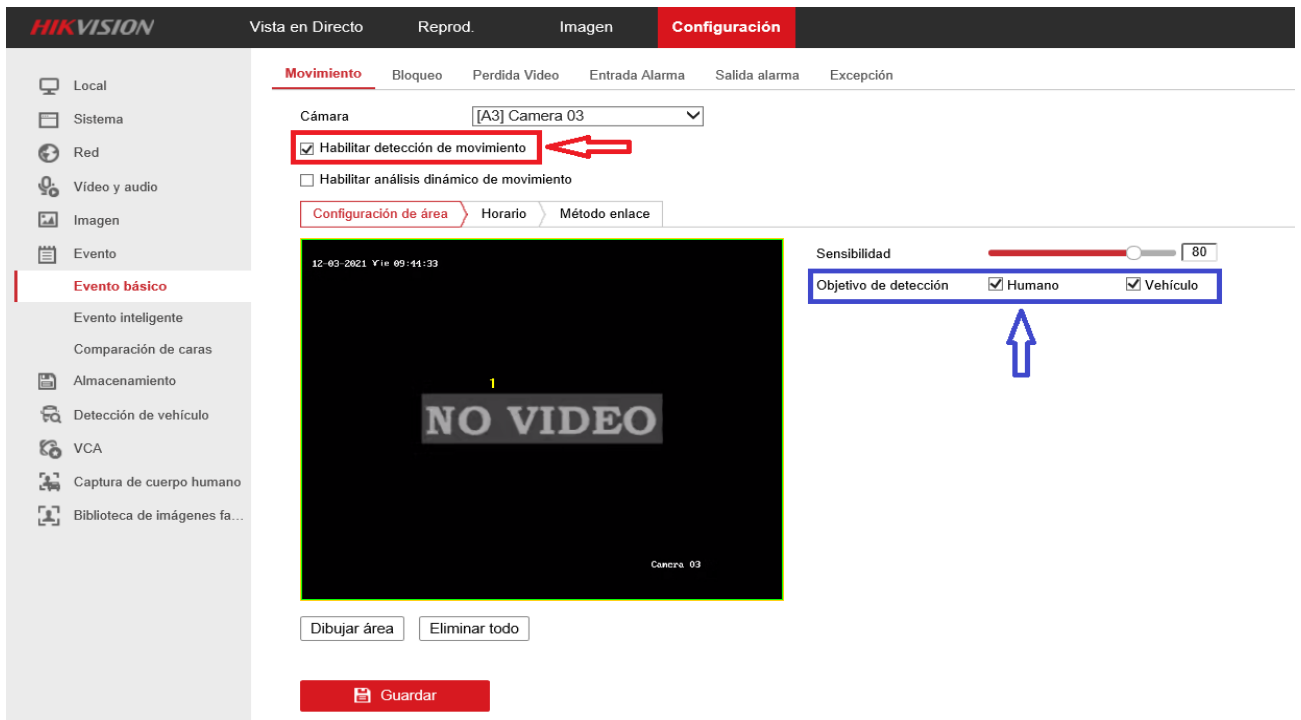 HIKVISION Vista en Directo Reprod. Imagen Configuración
Local
Sistema
Red
Vídeo y audio
Imagen
Evento
Evento básico
Evento inteligente
Comparación de caras
Almacenamiento
Detección de vehículo
VCA
Captura de cuerpo humano
Biblioteca de imágenes fa...
Movimiento Bloqueo Perdida Video Entrada Alarma Salida alarma Excepción
Cámara [A3] Camera 03
Habilitar detección de movimiento
Habilitar análisis dinámico de movimiento
Configuración de área Horario Método enlace
12-03-2021 Vie 09:44:33
1
NO VIDEO
Camera 03
Sensibilidad 80
Objetivo de detección Humano Vehículo
Dibujar área Eliminar todo
Guardar